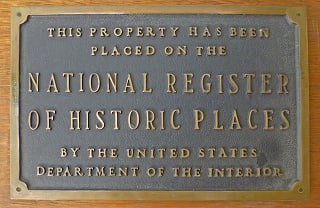 THIS PROPERTY HAS BEEN
PLACED ON THE
NATIONAL REGISTER
OF HISTORIC PLACES
BY THE UNITED STATES
DEPARTMENT OF THE INTERIOR